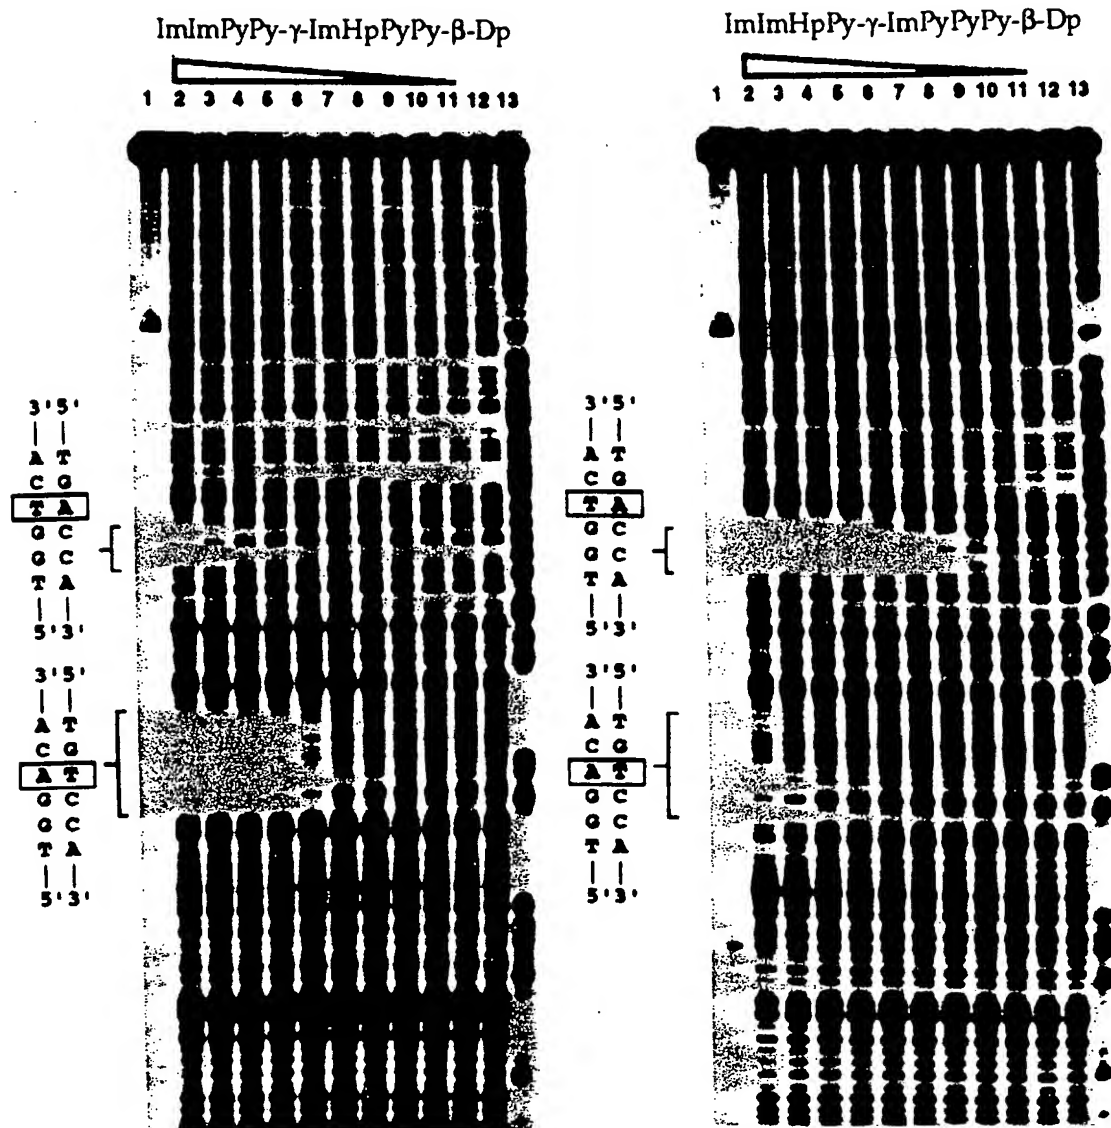 ImImPyPy-γ-ImHpPyPy-β-Dp
1 2 3 4 5 6 7 8 9 10 11 12 13
3'5'
A T
C G
T A
G C
G C
T A
5'3'
3'5'
A T
C G
A T
G C
G C
T A
5'3'
ImImHpPy-γ-ImPyPyPy-β-Dp
1 2 3 4 5 6 7 8 9 10 11 12 13
3'5'
A T
C G
T A
G C
G C
T A
5'3'
3'5'
A T
C G
A T
G C
G C
T A
5'3'